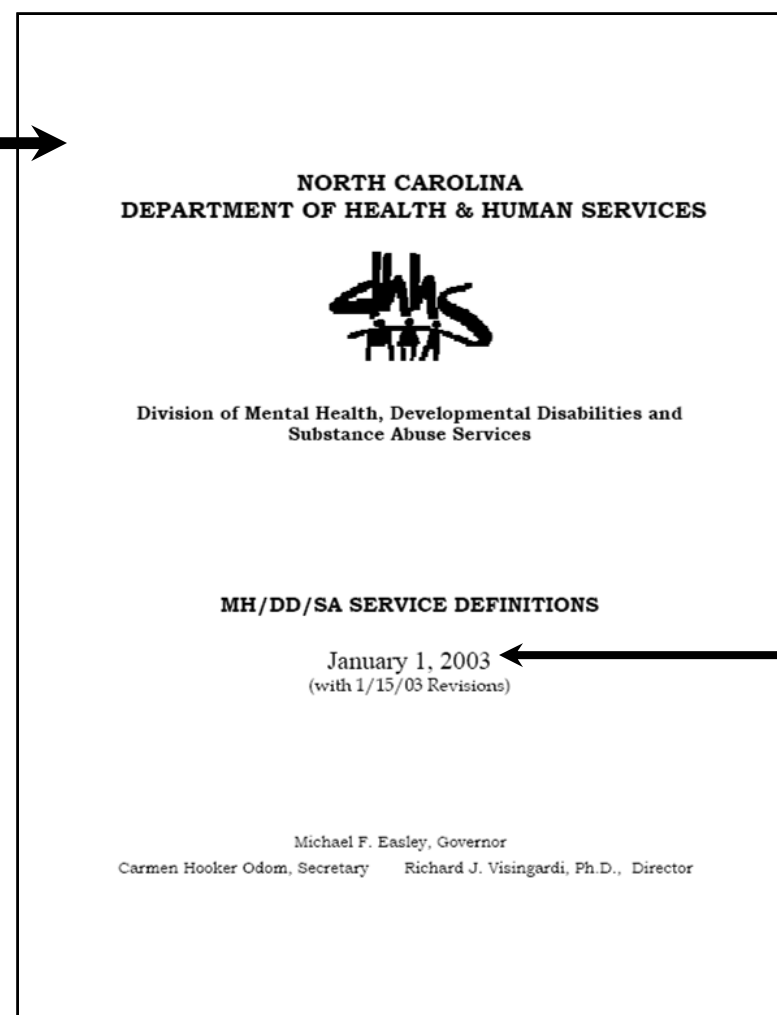 NORTH CAROLINA
DEPARTMENT OF HEALTH & HUMAN SERVICES
dhhs
Division of Mental Health, Developmental Disabilities and
Substance Abuse Services
MH/DD/SA SERVICE DEFINITIONS
January 1, 2003
(with 1/15/03 Revisions)
Michael F. Easley, Governor
Carmen Hooker Odom, Secretary Richard J. Visingardi, Ph.D., Director